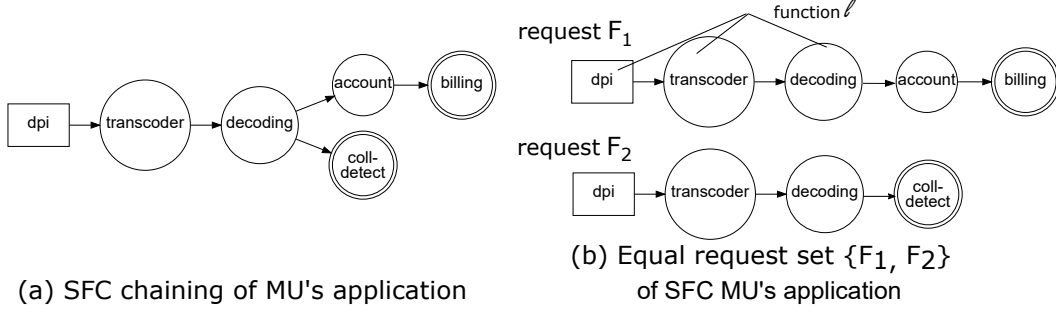 dpi
transcoder
decoding
account
billing
coll-
detect
(a) SFC chaining of MU's application
function ℓ
request F1
dpi
transcoder
decoding
account
billing
request F2
dpi
transcoder
decoding
coll-
detect
(b) Equal request set {F1, F2}
of SFC MU's application